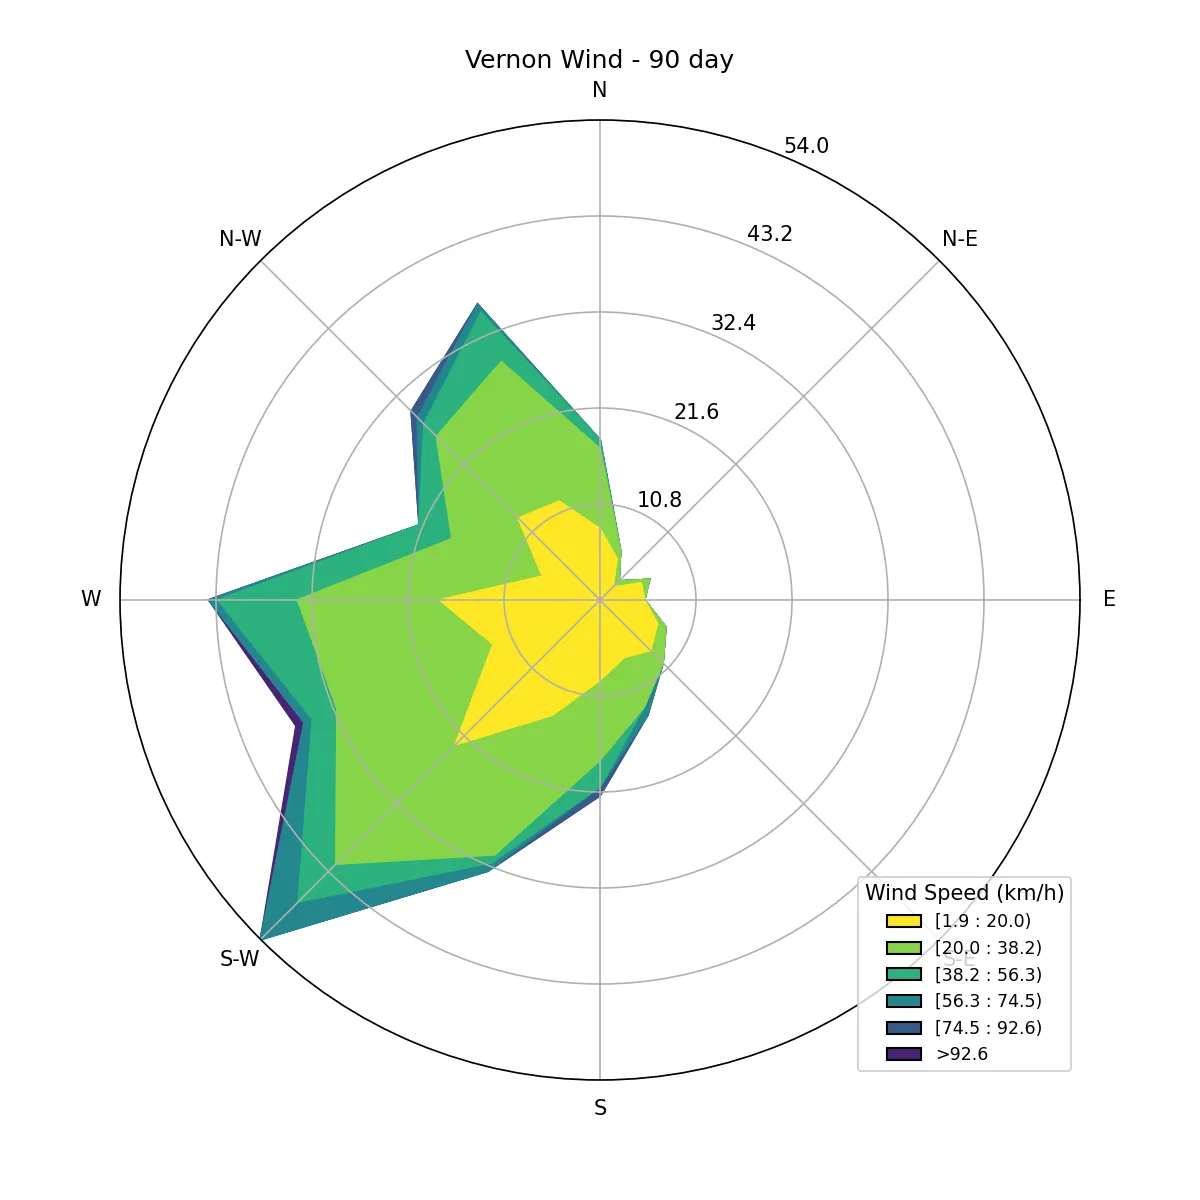 Vernon Wind - 90 day
N
54.0
N-W
N-E
43.2
32.4
21.6
10.8
W
E
S-W
S-E
S
Wind Speed (km/h)
[1.9 : 20.0)
[20.0 : 38.2)
[38.2 : 56.3)
[56.3 : 74.5)
[74.5 : 92.6)
>92.6